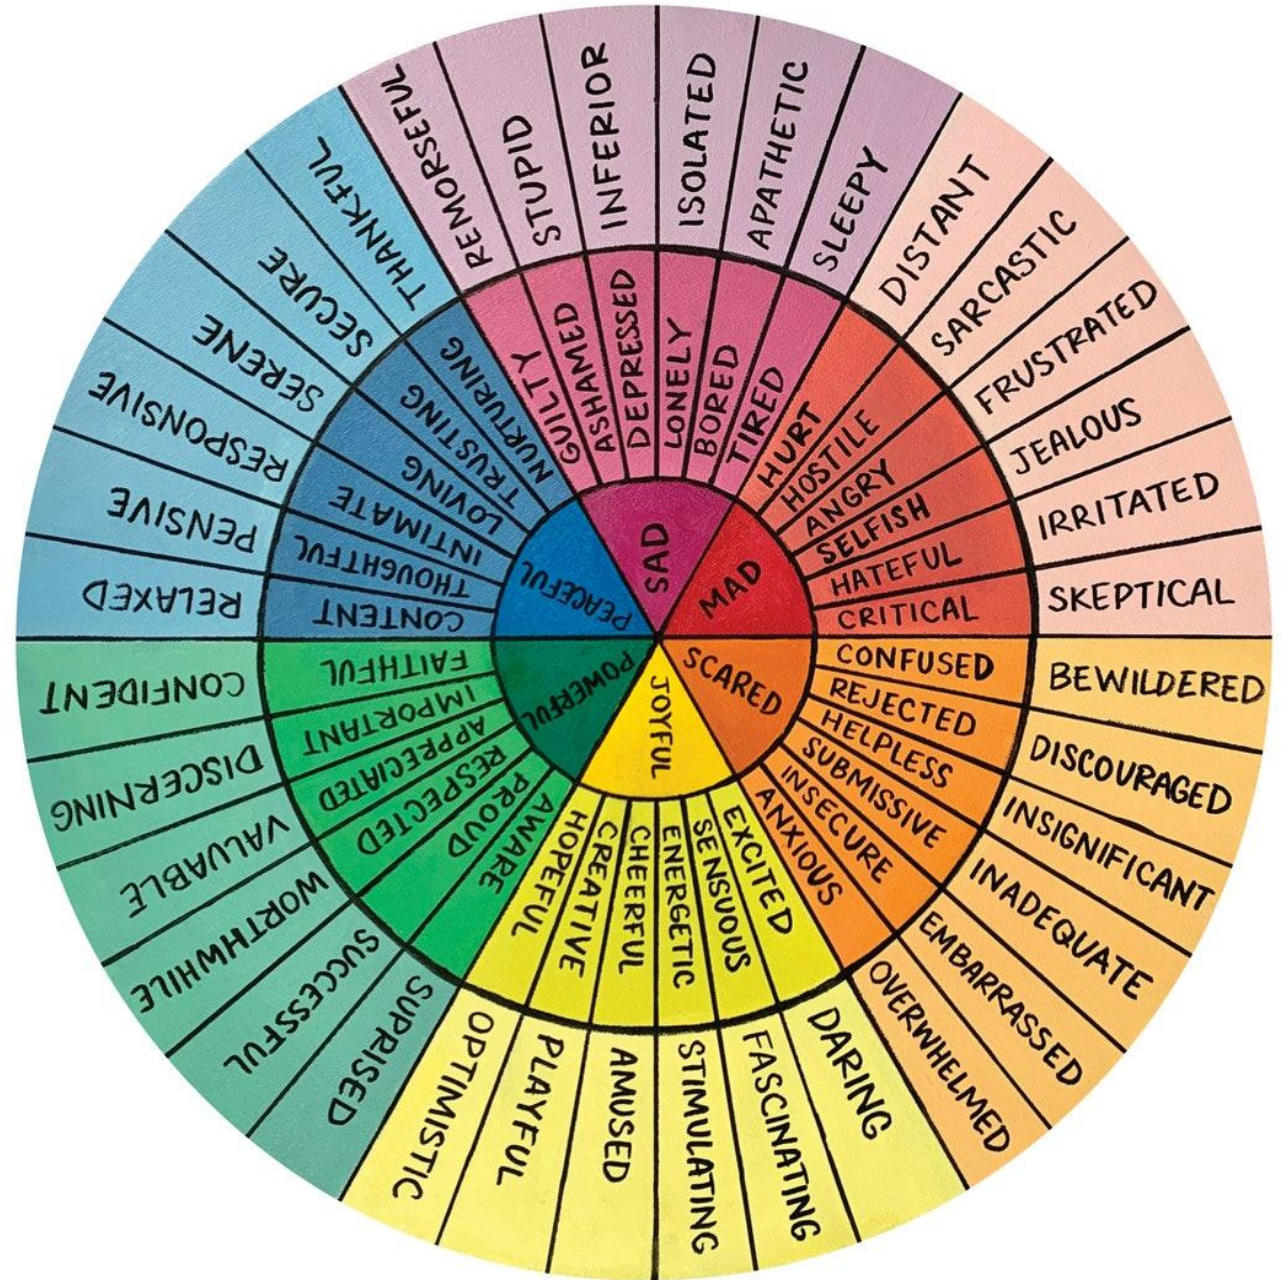 SAD
MAD
SCARED
JOYFUL
POWERFUL
PEACEFUL
GUILTY
ASHAMED
DEPRESSED
LONELY
BORED
TIRED
HURT
HOSTILE
ANGRY
SELFISH
HATEFUL
CRITICAL
CONFUSED
REJECTED
HELPLESS
SUBMISSIVE
INSECURE
ANXIOUS
EXCITED
SENSUOUS
ENERGETIC
CHEERFUL
CREATIVE
HOPEFUL
AWARE
PROUD
RESPECTED
APPRECIATED
IMPORTANT
FAITHFUL
CONTENT
THOUGHTFUL
INTIMATE
LOVING
TRUSTING
NURTURING
REMORSEFUL
STUPID
INFERIOR
ISOLATED
APATHETIC
SLEEPY
DISTANT
SARCASTIC
FRUSTRATED
JEALOUS
IRRITATED
SKEPTICAL
BEWILDERED
DISCOURAGED
INSIGNIFICANT
INADEQUATE
EMBARRASSED
OVERWHELMED
DARING
FASCINATING
STIMULATING
AMUSED
PLAYFUL
OPTIMISTIC
SUPRISED
SUCCESSFUL
WORTHWHILE
VALUABLE
DISCERNING
CONFIDENT
RELAXED
PENSIVE
RESPONSIVE
SERENE
SECURE
THANKFUL